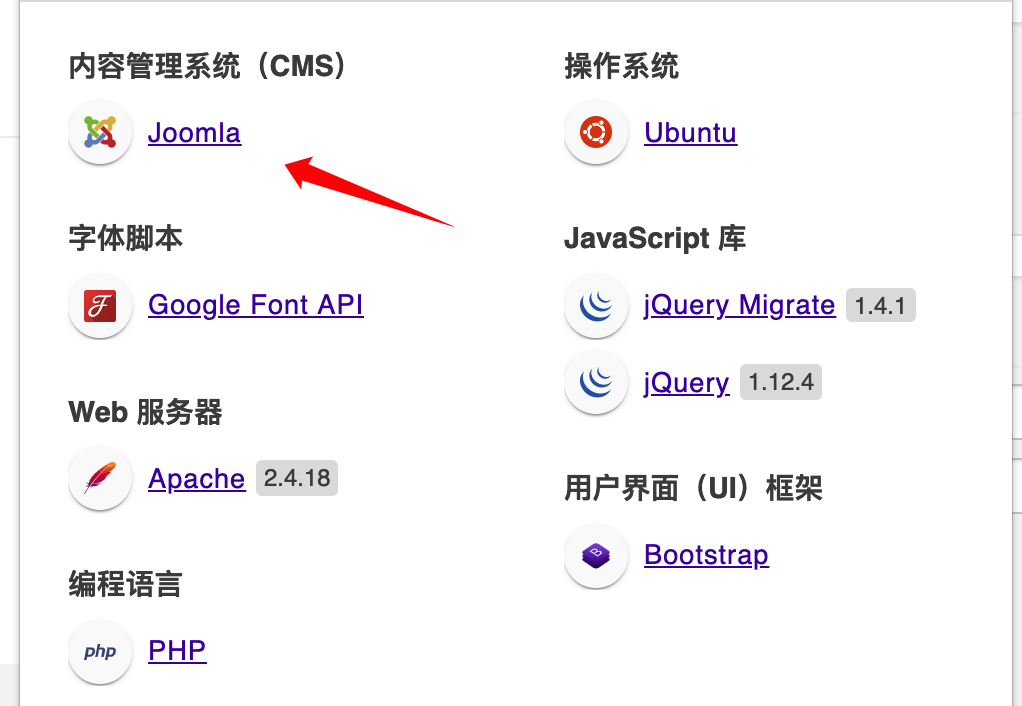 内容管理系统（CMS）
Joomla
字体脚本
Google Font API
Web 服务器
Apache 2.4.18
编程语言
php PHP
操作系统
Ubuntu
JavaScript 库
jQuery Migrate 1.4.1
jQuery 1.12.4
用户界面（UI）框架
Bootstrap